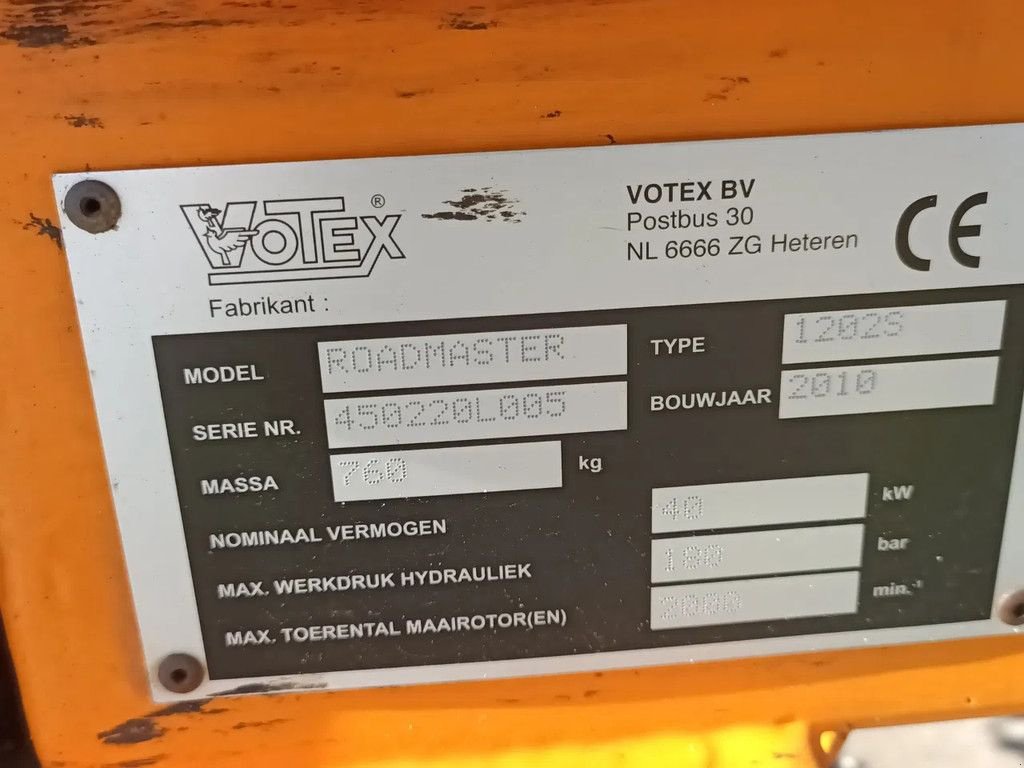 VOTEX ®
VOTEX BV
Postbus 30
NL 6666 ZG Heteren
CE
Fabrikant :
MODEL ROADMASTER TYPE 1202S
SERIE NR. 450220L005 BOUWJAAR 2010
MASSA 760 kg
NOMINAAL VERMOGEN 40 kW
MAX. WERKDRUK HYDRAULIEK 180 bar
MAX. TOERENTAL MAAIROTOR(EN) 2000 min.⁻¹